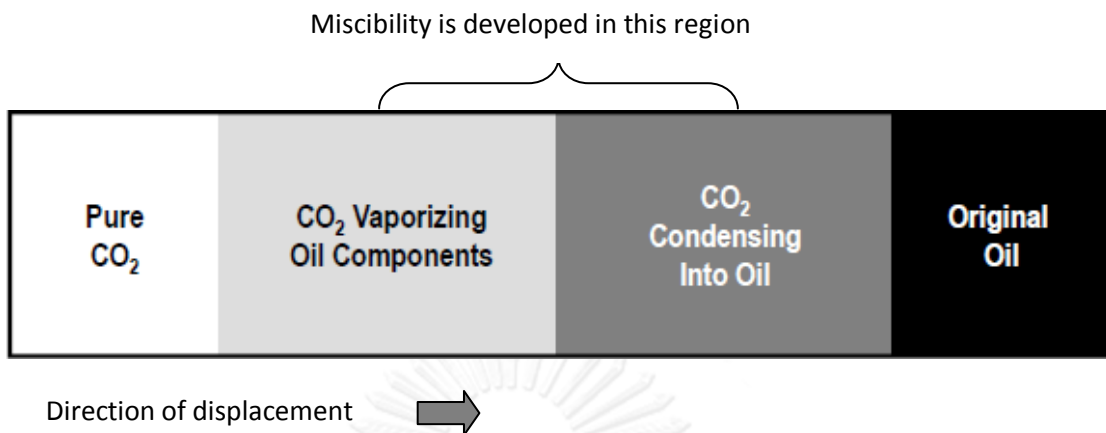 Miscibility is developed in this region
Pure
CO₂
CO₂ Vaporizing
Oil Components
CO₂
Condensing
Into Oil
Original
Oil
Direction of displacement